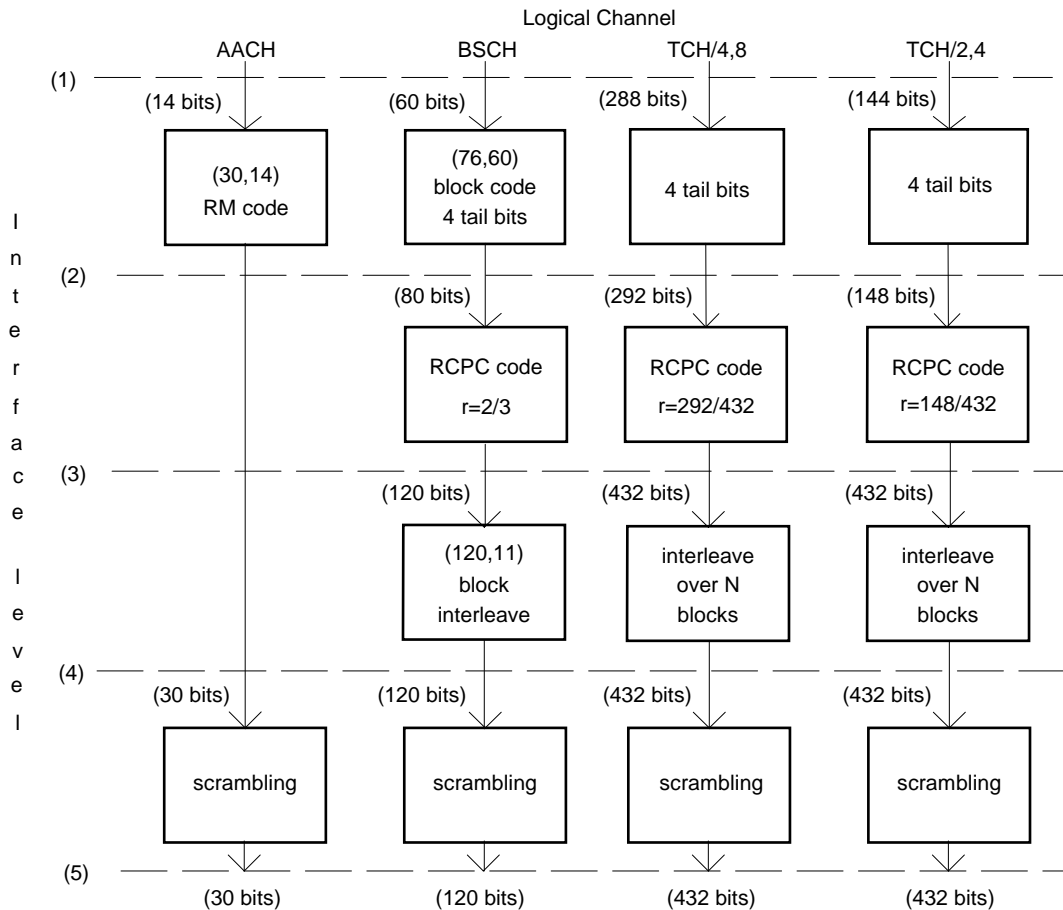 Logical Channel
AACH BSCH TCH/4,8 TCH/2,4
(1)
(14 bits) (60 bits) (288 bits) (144 bits)
(30,14)
RM code
(76,60)
block code
4 tail bits
4 tail bits
4 tail bits
Interface level
(2)
(80 bits) (292 bits) (148 bits)
RCPC code
r=2/3
RCPC code
r=292/432
RCPC code
r=148/432
(3)
(120 bits) (432 bits) (432 bits)
(120,11)
block
interleave
interleave
over N
blocks
interleave
over N
blocks
(4)
(30 bits) (120 bits) (432 bits) (432 bits)
scrambling scrambling scrambling scrambling
(5)
(30 bits) (120 bits) (432 bits) (432 bits)